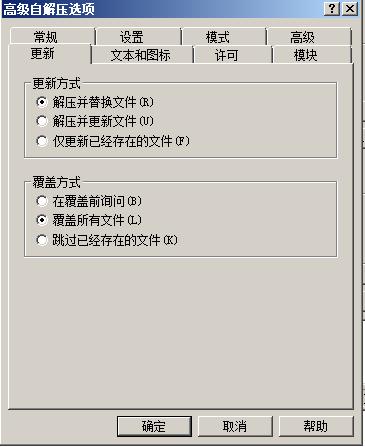 高级自解压选项
常规 设置 模式 高级
更新 文本和图标 许可 模块
更新方式
解压并替换文件(R)
解压并更新文件(U)
仅更新已经存在的文件(F)
覆盖方式
在覆盖前询问(B)
覆盖所有文件(L)
跳过已经存在的文件(K)
确定 取消 帮助